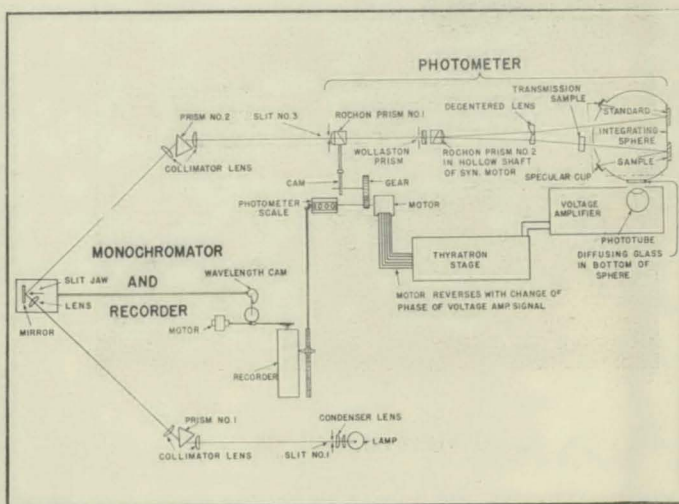 PHOTOMETER
TRANSMISSION
SAMPLE
DECENTERED LENS
PRISM NO.2
SLIT NO.3
ROCHON PRISM NO.1
STANDARD
INTEGRATING
SPHERE
SAMPLE
COLLIMATOR LENS
WOLLASTON
PRISM
ROCHON PRISM NO.2
IN HOLLOW SHAFT
OF SYN. MOTOR
SPECULAR CUP
CAM
GEAR
PHOTOMETER
SCALE
MOTOR
VOLTAGE
AMPLIFIER
PHOTOTUBE
DIFFUSING GLASS
IN BOTTOM OF
SPHERE
THYRATRON
STAGE
MOTOR REVERSES WITH CHANGE OF
PHASE OF VOLTAGE AMP. SIGNAL
MONOCHROMATOR
AND
RECORDER
SLIT JAW
LENS
MIRROR
WAVELENGTH CAM
MOTOR
RECORDER
PRISM NO.1
COLLIMATOR LENS
CONDENSER LENS
LAMP
SLIT NO.1